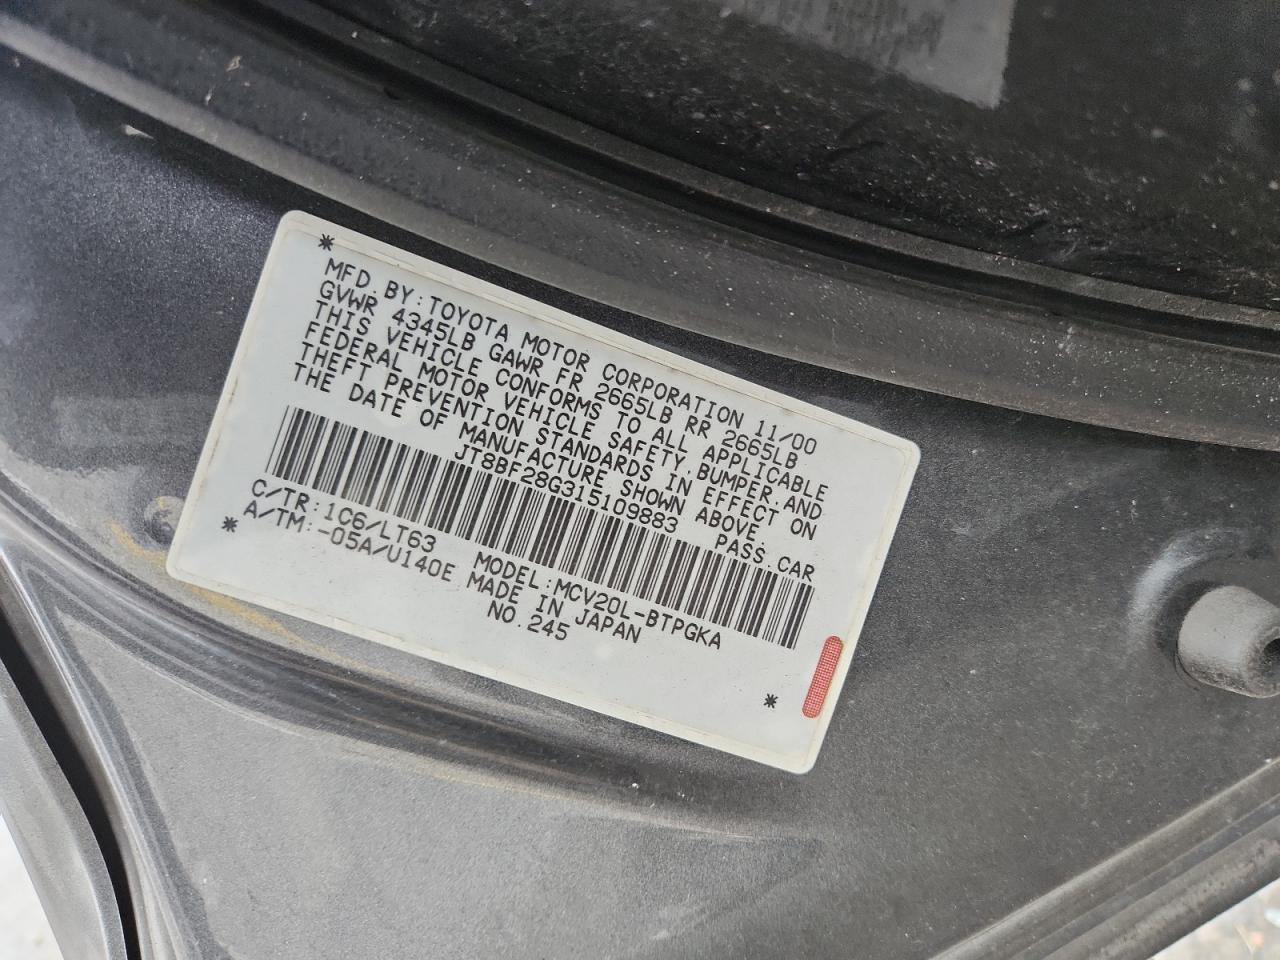 *
MFD. BY: TOYOTA MOTOR CORPORATION 11/00
GVWR 4345LB GAWR FR 2665LB RR 2665LB
THIS VEHICLE CONFORMS TO ALL APPLICABLE
FEDERAL MOTOR VEHICLE SAFETY, BUMPER, AND
THEFT PREVENTION STANDARDS IN EFFECT ON
THE DATE OF MANUFACTURE SHOWN ABOVE.
JT8BF28G315109883 PASS. CAR
C/TR: 1C6/LT63 MODEL: MCV20L-BTPGKA
A/TM: -05A/U140E MADE IN JAPAN
* NO. 245
*